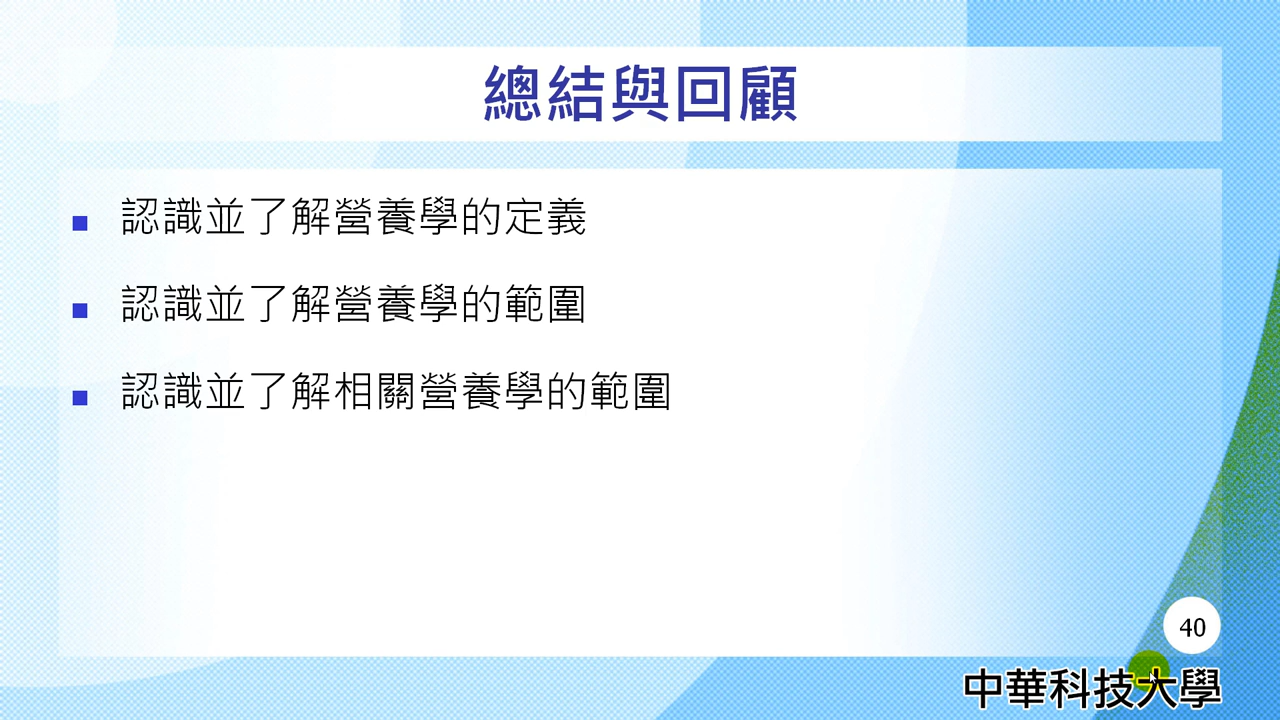 總結與回顧
認識並了解營養學的定義
認識並了解營養學的範圍
認識並了解相關營養學的範圍
40
中華科技大學